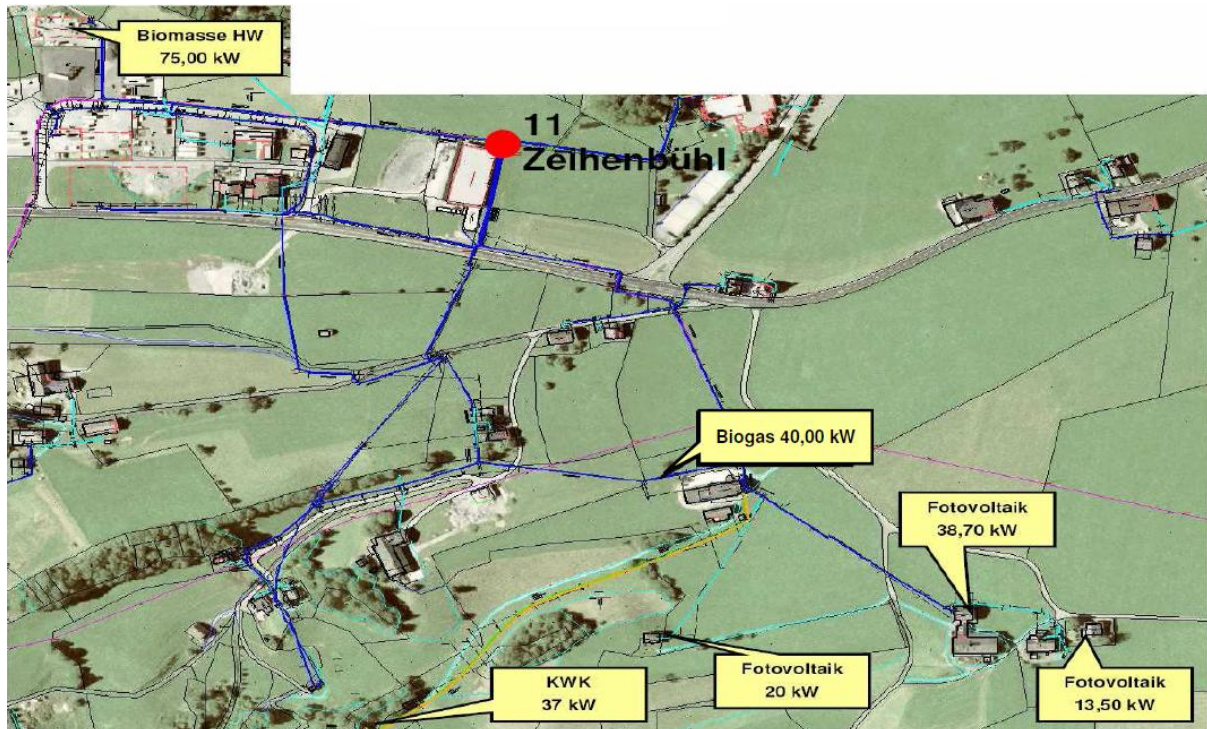 Biomasse HW
75,00 kW
11
Zeihenbühl
Biogas 40,00 kW
Fotovoltaik
38,70 kW
Fotovoltaik
20 kW
KWK
37 kW
Fotovoltaik
13,50 kW